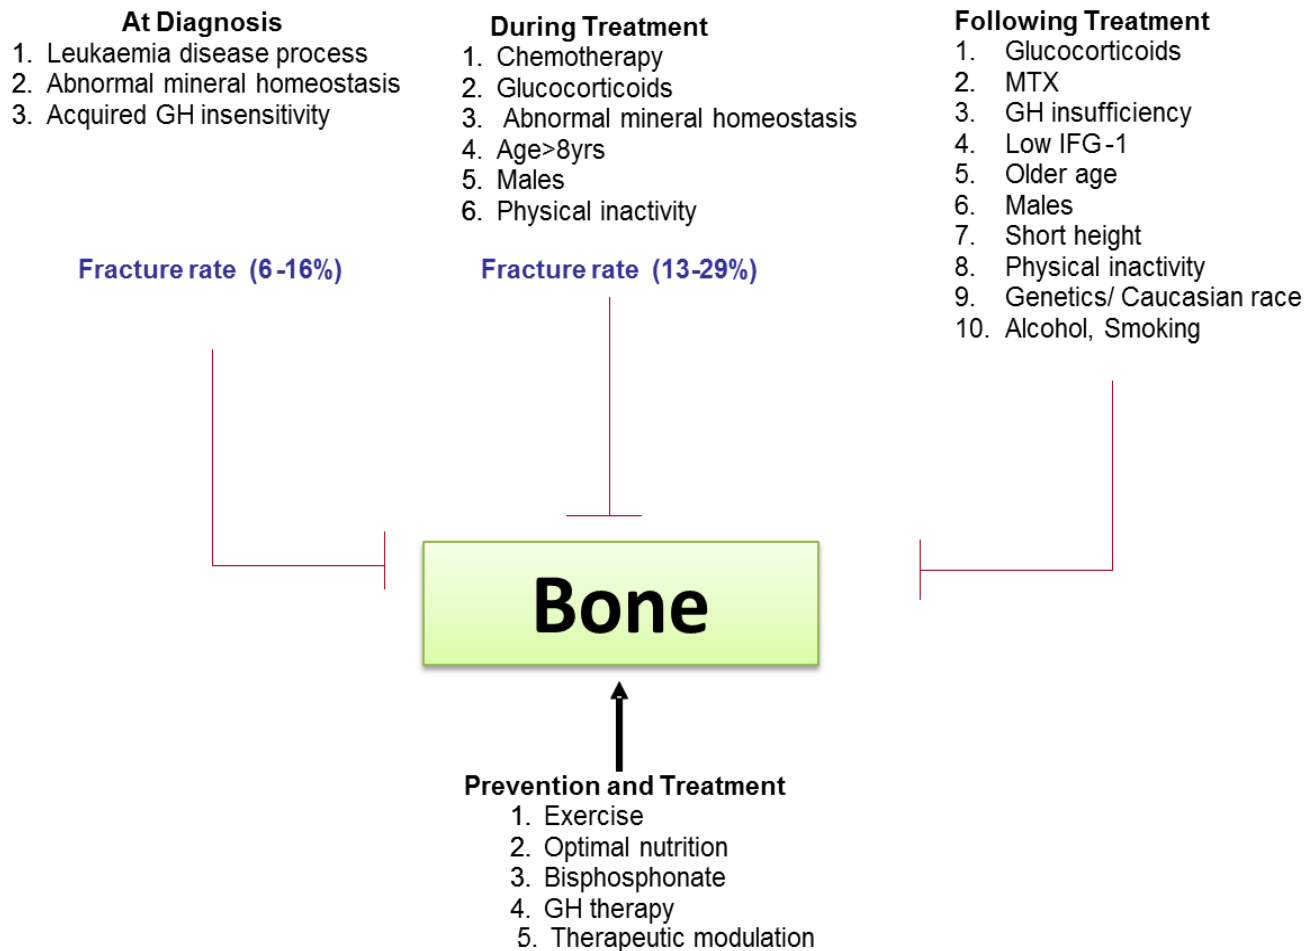 At Diagnosis
1. Leukaemia disease process
2. Abnormal mineral homeostasis
3. Acquired GH insensitivity
Fracture rate (6-16%)
During Treatment
1. Chemotherapy
2. Glucocorticoids
3. Abnormal mineral homeostasis
4. Age>8yrs
5. Males
6. Physical inactivity
Fracture rate (13-29%)
Following Treatment
1. Glucocorticoids
2. MTX
3. GH insufficiency
4. Low IFG-1
5. Older age
6. Males
7. Short height
8. Physical inactivity
9. Genetics/ Caucasian race
10. Alcohol, Smoking
Bone
Prevention and Treatment
1. Exercise
2. Optimal nutrition
3. Bisphosphonate
4. GH therapy
5. Therapeutic modulation